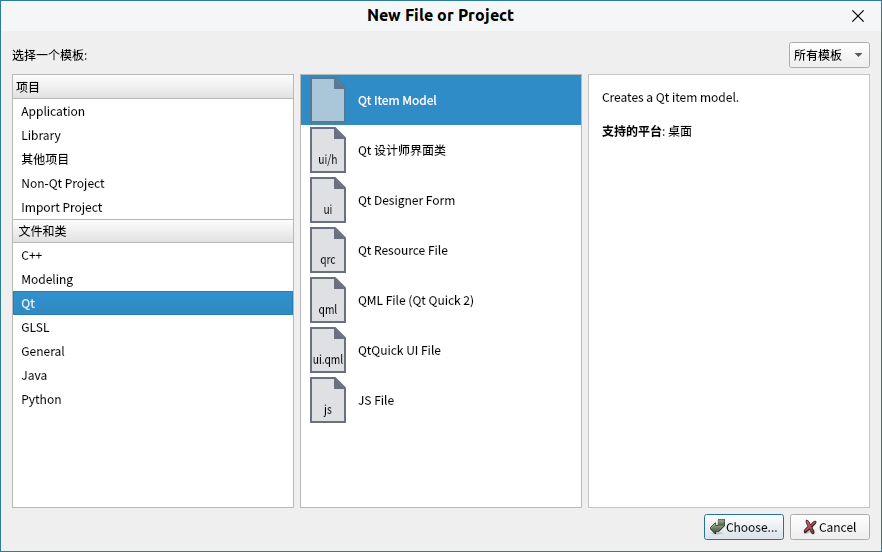 New File or Project
选择一个模板:
所有模板
项目
Application
Library
其他项目
Non-Qt Project
Import Project
文件和类
C++
Modeling
Qt
GLSL
General
Java
Python
Qt Item Model
ui/h
Qt 设计师界面类
ui
Qt Designer Form
qrc
Qt Resource File
qml
QML File (Qt Quick 2)
ui.qml
QtQuick UI File
js
JS File
Creates a Qt item model.
支持的平台: 桌面
Choose...
Cancel